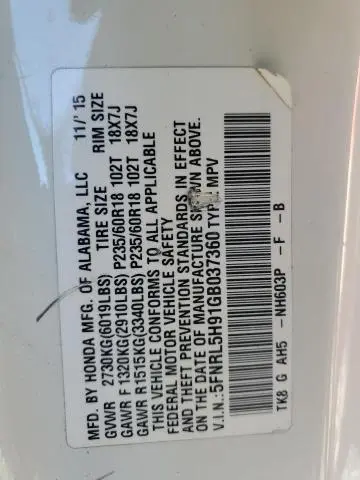 MFD. BY HONDA MFG. OF ALABAMA, LLC 11/'15
TIRE SIZE RIM SIZE
GVWR 2730KG(6019LBS)
GAWR F 1320KG(2910LBS) P235/60R18 102T 18X7J
GAWR R1515KG(3340LBS) P235/60R18 102T 18X7J
THIS VEHICLE CONFORMS TO ALL APPLICABLE
FEDERAL MOTOR VEHICLE SAFETY
AND THEFT PREVENTION STANDARDS IN EFFECT
ON THE DATE OF MANUFACTURE SHOWN ABOVE.
V.I.N.:5FNRL5H91GB037360 TYPE: MPV
TK8 G AH5 -NH603P -F -B